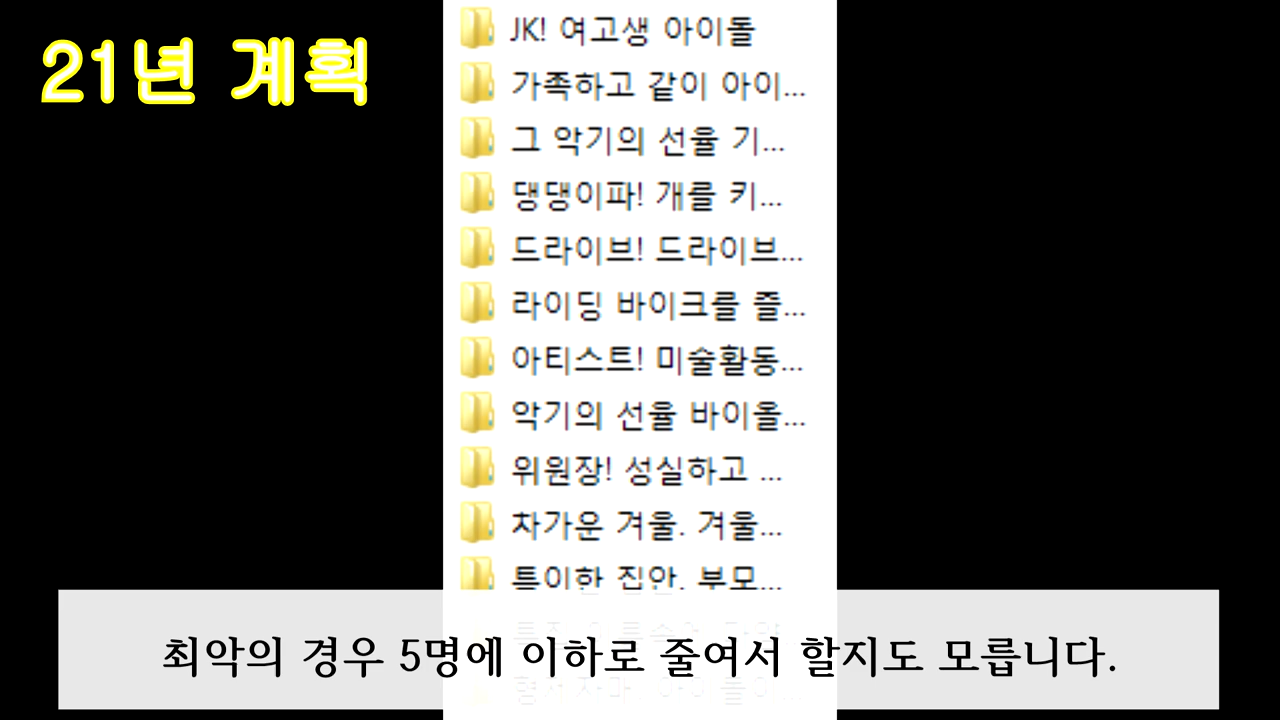 21년 계획
JK! 여고생 아이돌
가족하고 같이 아이...
그 악기의 선율 기...
댕댕이파! 개를 키...
드라이브! 드라이브...
라이딩 바이크를 즐...
아티스트! 미술활동...
악기의 선율 바이올...
위원장! 성실하고 ...
차가운 겨울. 겨울...
특이한 집안. 부모...
최악의 경우 5명에 이하로 줄여서 할지도 모릅니다.